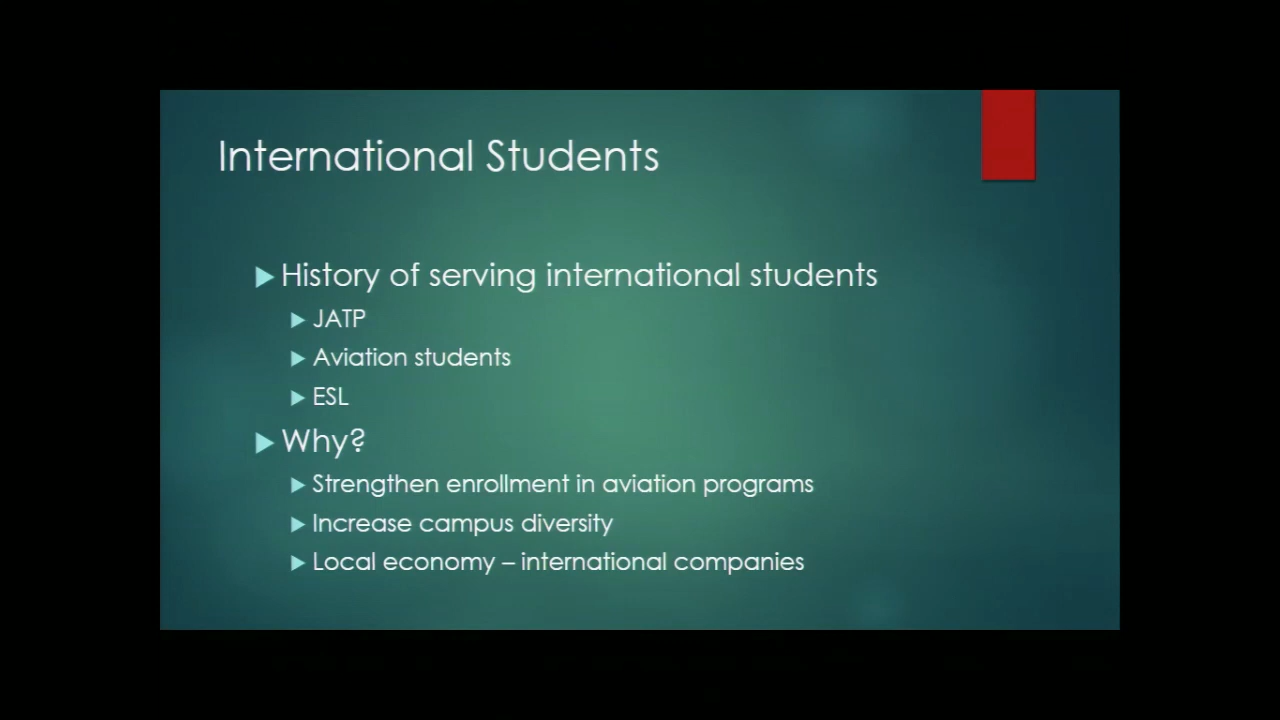 International Students
History of serving international students
JATP
Aviation students
ESL
Why?
Strengthen enrollment in aviation programs
Increase campus diversity
Local economy – international companies